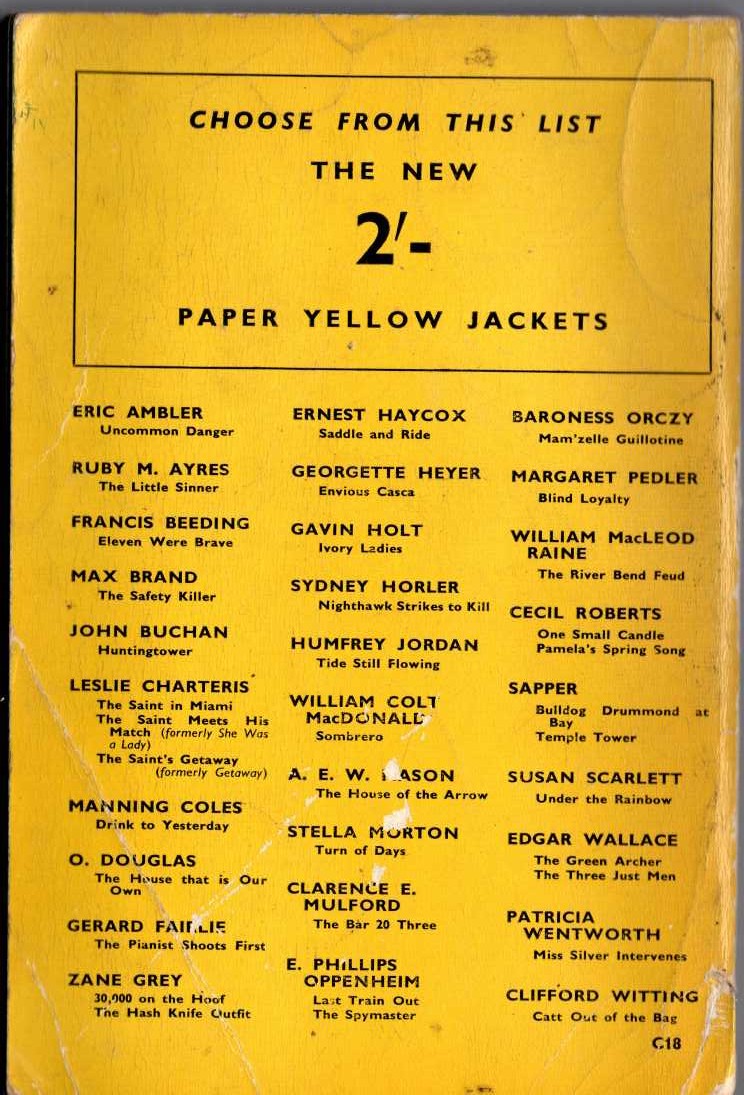 CHOOSE FROM THIS LIST
THE NEW
2/-
PAPER YELLOW JACKETS
ERIC AMBLER
Uncommon Danger
RUBY M. AYRES
The Little Sinner
FRANCIS BEEDING
Eleven Were Brave
MAX BRAND
The Safety Killer
JOHN BUCHAN
Huntingtower
LESLIE CHARTERIS
The Saint in Miami
The Saint Meets His
Match (formerly She Was
a Lady)
The Saint's Getaway
(formerly Getaway)
MANNING COLES
Drink to Yesterday
O. DOUGLAS
The House that is Our
Own
GERARD FAIRLIE
The Pianist Shoots First
ZANE GREY
30,000 on the Hoof
The Hash Knife Outfit
ERNEST HAYCOX
Saddle and Ride
GEORGETTE HEYER
Envious Casca
GAVIN HOLT
Ivory Ladies
SYDNEY HORLER
Nighthawk Strikes to Kill
HUMFREY JORDAN
Tide Still Flowing
WILLIAM COLT
MacDONALD
Sombrero
A. E. W. MASON
The House of the Arrow
STELLA MORTON
Turn of Days
CLARENCE E.
MULFORD
The Bar 20 Three
E. PHILLIPS
OPPENHEIM
Last Train Out
The Spymaster
BARONESS ORCZY
Mam'zelle Guillotine
MARGARET PEDLER
Blind Loyalty
WILLIAM MacLEOD
RAINE
The River Bend Feud
CECIL ROBERTS
One Small Candle
Pamela's Spring Song
SAPPER
Bulldog Drummond at
Bay
Temple Tower
SUSAN SCARLETT
Under the Rainbow
EDGAR WALLACE
The Green Archer
The Three Just Men
PATRICIA
WENTWORTH
Miss Silver Intervenes
CLIFFORD WITTING
Catt Out of the Bag
C18